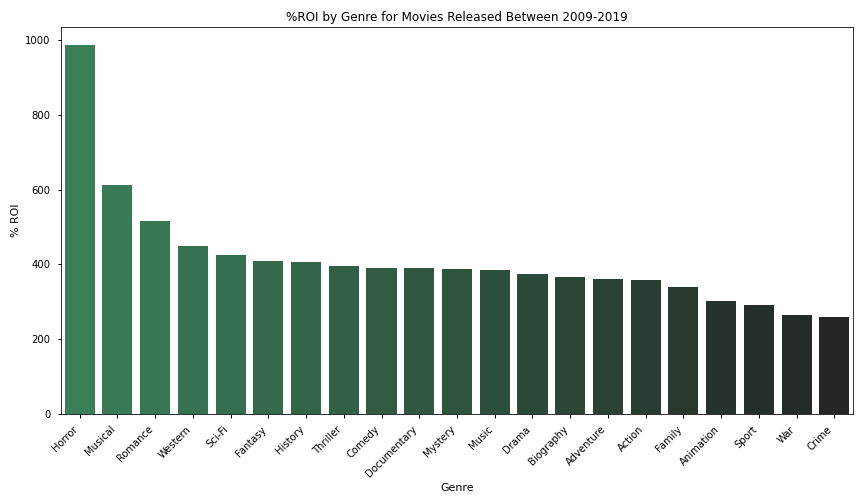 %ROI by Genre for Movies Released Between 2009-2019
1000
800
600
400
200
0
% ROI
Horror
Musical
Romance
Western
Sci-Fi
Fantasy
History
Thriller
Comedy
Documentary
Mystery
Music
Drama
Biography
Adventure
Action
Family
Animation
Sport
War
Crime
Genre